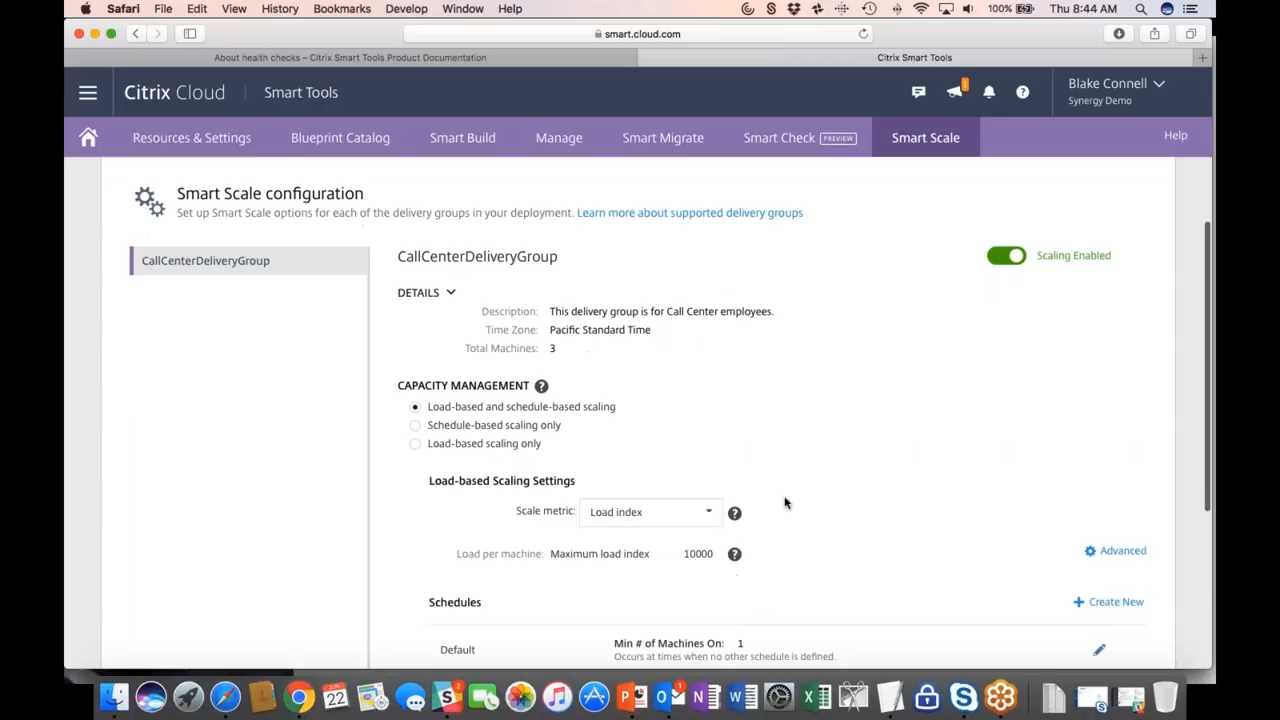 Safari File Edit View History Bookmarks Develop Window Help 100% Thu 8:44 AM
smart.cloud.com
About health checks – Citrix Smart Tools Product Documentation
Citrix Smart Tools
Citrix Cloud Smart Tools
Blake Connell
Synergy Demo
Resources & Settings Blueprint Catalog Smart Build Manage Smart Migrate Smart Check PREVIEW Smart Scale Help
Smart Scale configuration
Set up Smart Scale options for each of the delivery groups in your deployment. Learn more about supported delivery groups
CallCenterDeliveryGroup
CallCenterDeliveryGroup
Scaling Enabled
DETAILS
Description: This delivery group is for Call Center employees.
Time Zone: Pacific Standard Time
Total Machines: 3
CAPACITY MANAGEMENT ?
Load-based and schedule-based scaling
Schedule-based scaling only
Load-based scaling only
Load-based Scaling Settings
Scale metric: Load index ?
Load per machine: Maximum load index 10000 ?
Advanced
Schedules
+ Create New
Default
Min # of Machines On: 1
Occurs at times when no other schedule is defined.
JUN
22